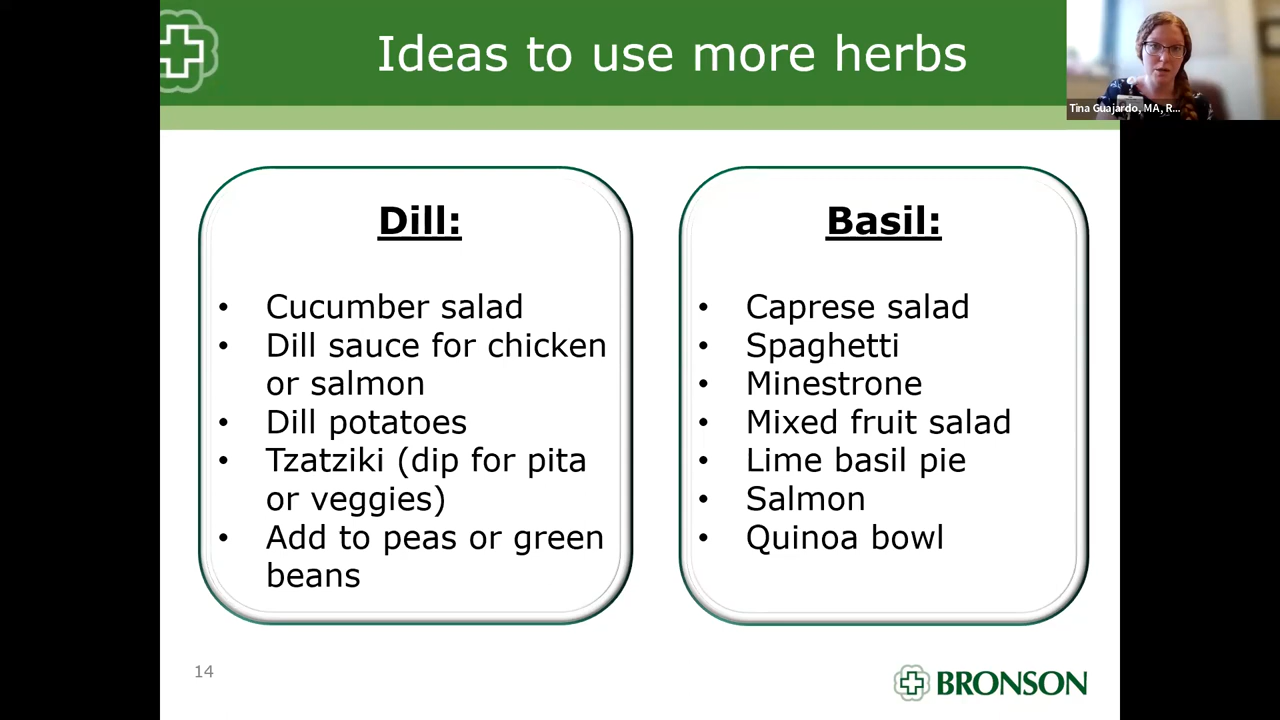 Ideas to use more herbs
Tina Guajardo, MA, R...
Dill:
• Cucumber salad
• Dill sauce for chicken
or salmon
• Dill potatoes
• Tzatziki (dip for pita
or veggies)
• Add to peas or green
beans
Basil:
• Caprese salad
• Spaghetti
• Minestrone
• Mixed fruit salad
• Lime basil pie
• Salmon
• Quinoa bowl
14
BRONSON